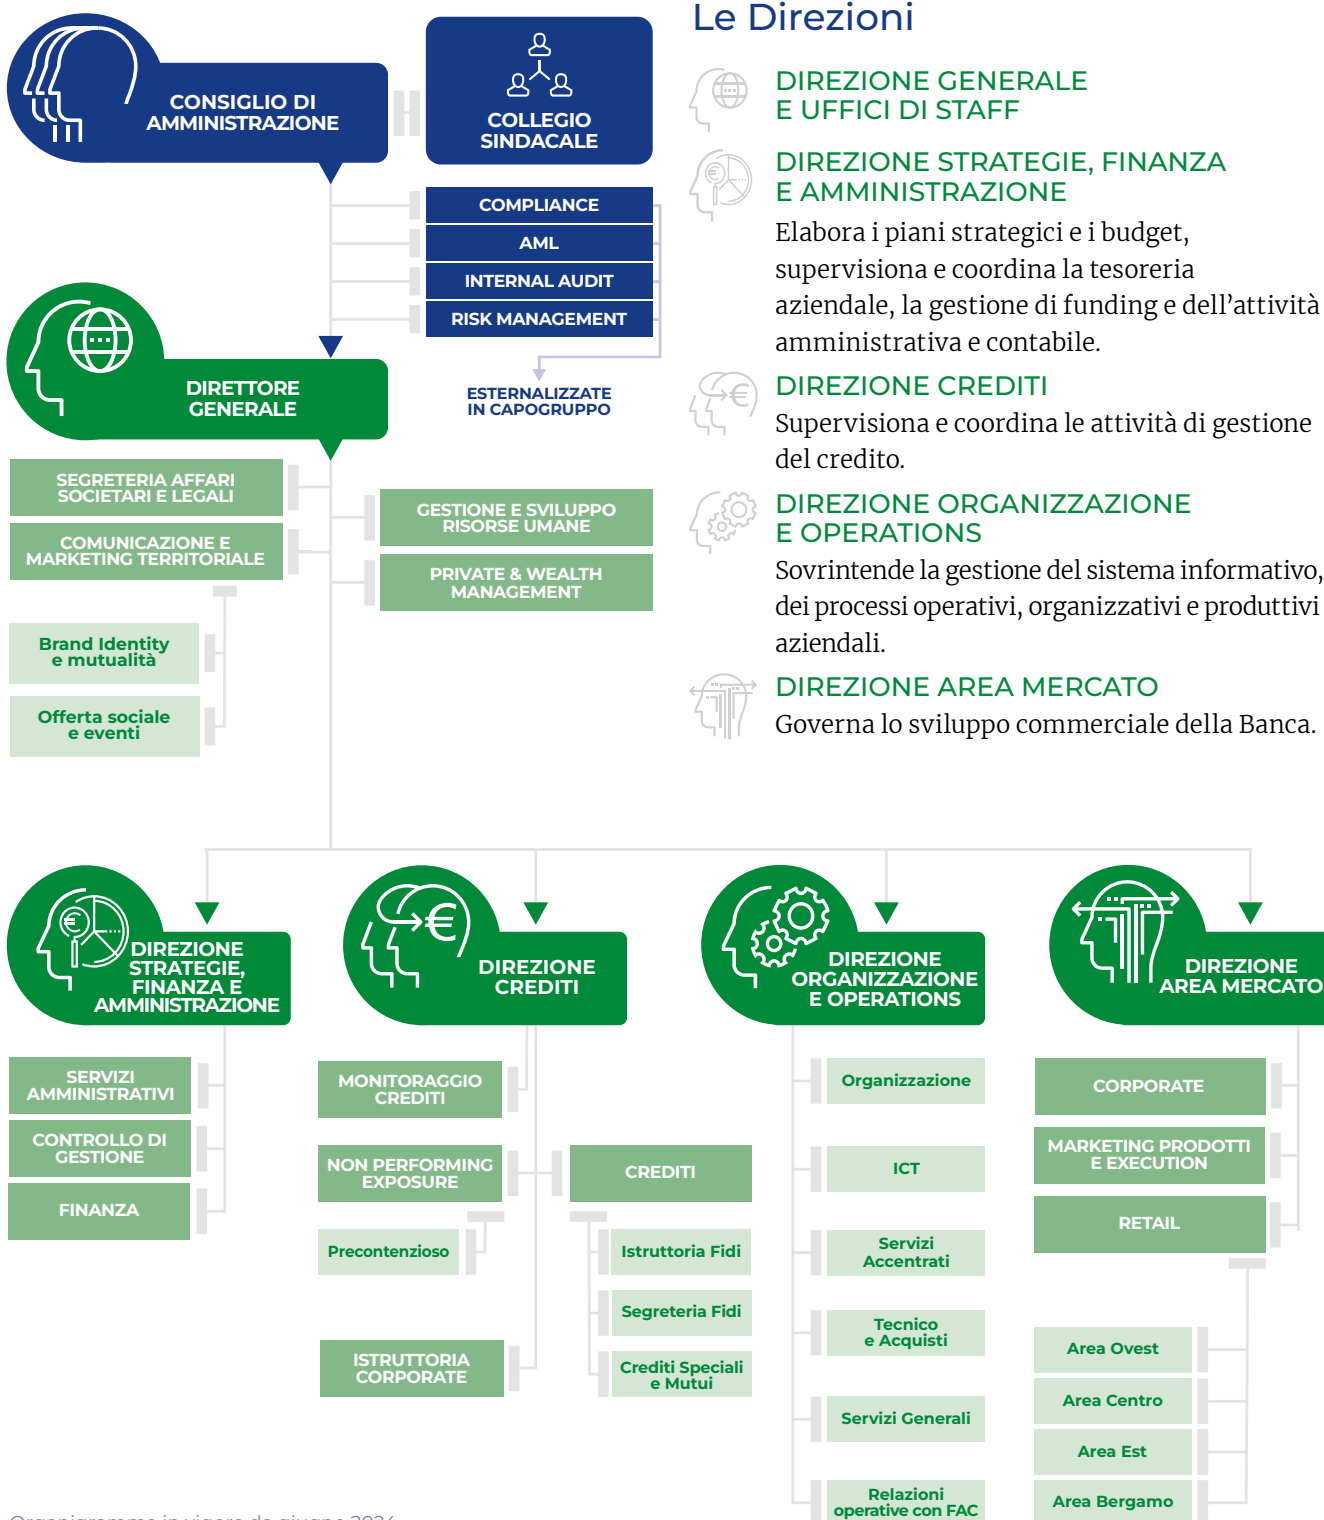 Le Direzioni
CONSIGLIO DI
AMMINISTRAZIONE
COLLEGIO
SINDACALE
COMPLIANCE
AML
INTERNAL AUDIT
RISK MANAGEMENT
ESTERNALIZZATE
IN CAPOGRUPPO
DIRETTORE
GENERALE
SEGRETERIA AFFARI
SOCIETARI E LEGALI
COMUNICAZIONE E
MARKETING TERRITORIALE
GESTIONE E SVILUPPO
RISORSE UMANE
PRIVATE & WEALTH
MANAGEMENT
Brand Identity
e mutualità
Offerta sociale
e eventi
DIREZIONE GENERALE
E UFFICI DI STAFF
DIREZIONE STRATEGIE, FINANZA
E AMMINISTRAZIONE
Elabora i piani strategici e i budget,
supervisiona e coordina la tesoreria
aziendale, la gestione di funding e dell’attività
amministrativa e contabile.
DIREZIONE CREDITI
Supervisiona e coordina le attività di gestione
del credito.
DIREZIONE ORGANIZZAZIONE
E OPERATIONS
Sovrintende la gestione del sistema informativo,
dei processi operativi, organizzativi e produttivi
aziendali.
DIREZIONE AREA MERCATO
Governa lo sviluppo commerciale della Banca.
DIREZIONE
STRATEGIE,
FINANZA E
AMMINISTRAZIONE
SERVIZI
AMMINISTRATIVI
CONTROLLO DI
GESTIONE
FINANZA
DIREZIONE
CREDITI
MONITORAGGIO
CREDITI
NON PERFORMING
EXPOSURE
Precontenzioso
ISTRUTTORIA
CORPORATE
CREDITI
Istruttoria Fidi
Segreteria Fidi
Crediti Speciali
e Mutui
DIREZIONE
ORGANIZZAZIONE
E OPERATIONS
Organizzazione
ICT
Servizi
Accentrati
Tecnico
e Acquisti
Servizi Generali
Relazioni
operative con FAC
DIREZIONE
AREA MERCATO
CORPORATE
MARKETING PRODOTTI
E EXECUTION
RETAIL
Area Ovest
Area Centro
Area Est
Area Bergamo
Organigramma in vigore da giugno 2024